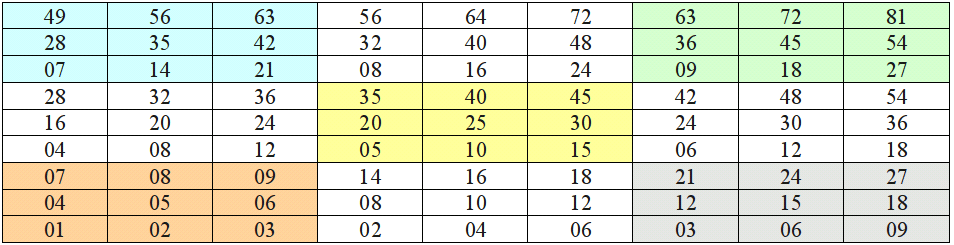 49 56 63 56 64 72 63 72 81
28 35 42 32 40 48 36 45 54
07 14 21 08 16 24 09 18 27
28 32 36 35 40 45 42 48 54
16 20 24 20 25 30 24 30 36
04 08 12 05 10 15 06 12 18
07 08 09 14 16 18 21 24 27
04 05 06 08 10 12 12 15 18
01 02 03 02 04 06 03 06 09